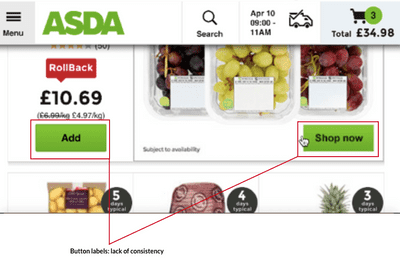 Menu
ASDA
Search
Apr 10
09:00 -
11AM
3
Total £34.98
(50)
RollBack
£10.69
(£6.99/kg £4.97/kg)
Add
Subject to availability
Shop now
5
days
typical
4
days
typical
3
days
typical
Button labels: lack of consistency